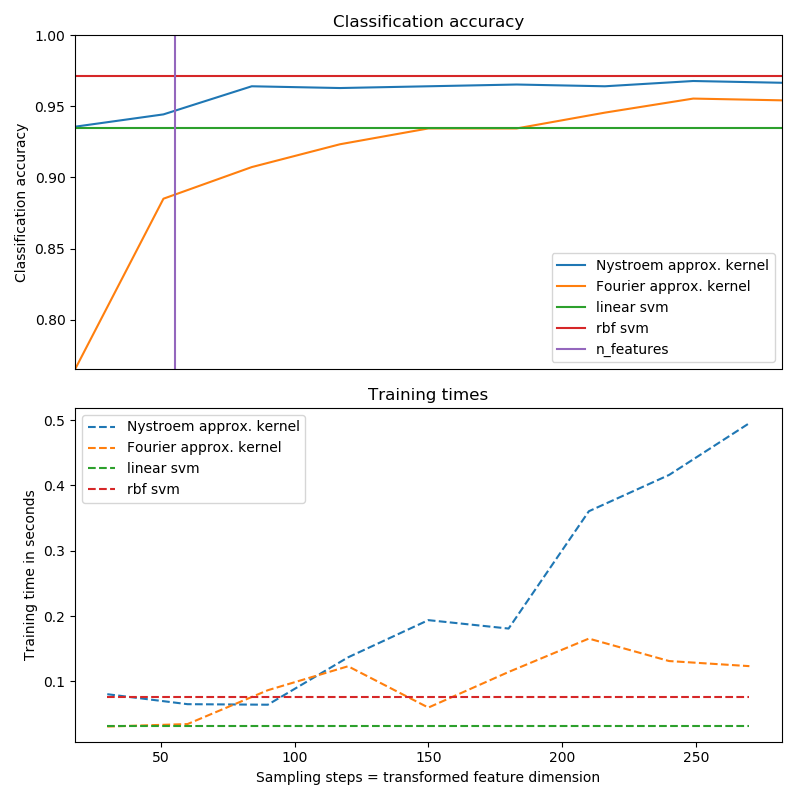 Classification accuracy
1.00
0.95
0.90
0.85
0.80
Classification accuracy
Nystroem approx. kernel
Fourier approx. kernel
linear svm
rbf svm
n_features
Training times
0.5
0.4
0.3
0.2
0.1
Training time in seconds
Nystroem approx. kernel
Fourier approx. kernel
linear svm
rbf svm
50 100 150 200 250
Sampling steps = transformed feature dimension